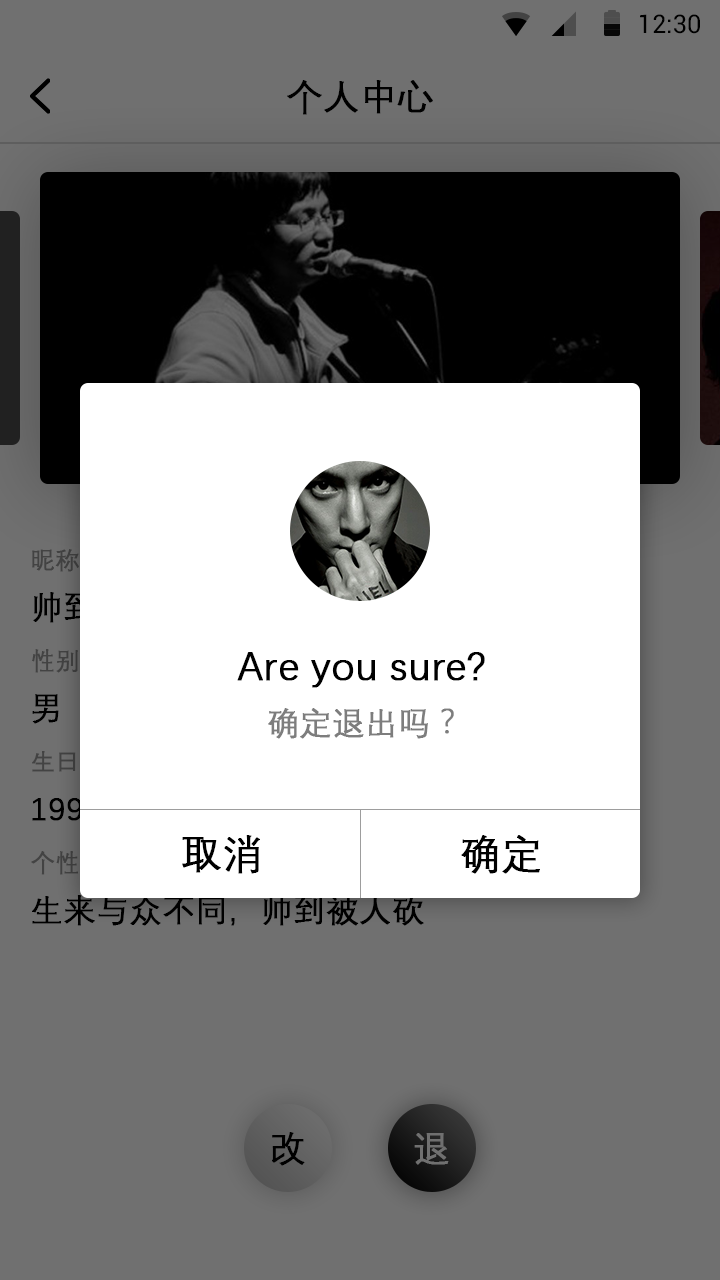 12:30
个人中心
昵称
帅到
性别
Are you sure?
男
确定退出吗？
生日
199
个性
取消
确定
生来与众不同，帅到被人砍
改
退